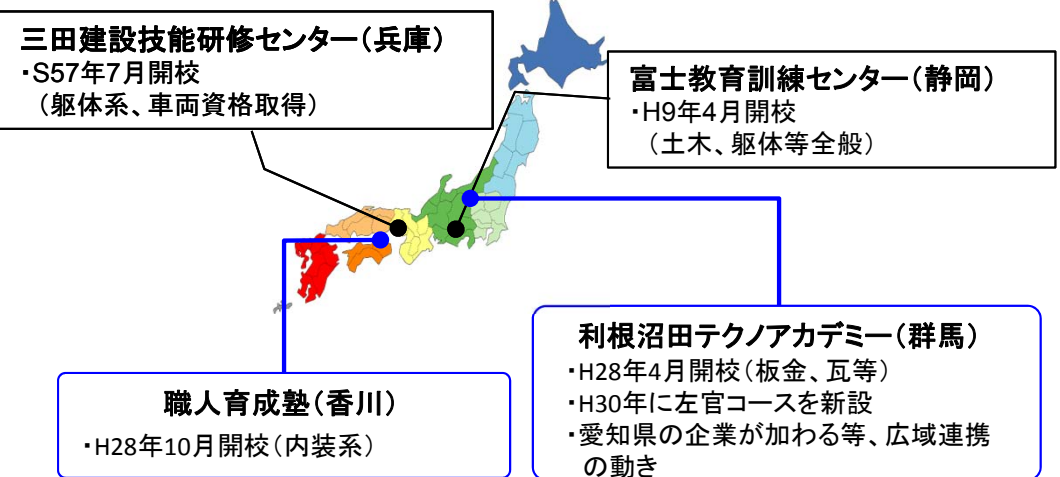 三田建設技能研修センター（兵庫）
・S57年7月開校
（躯体系、車両資格取得）
富士教育訓練センター（静岡）
・H9年4月開校
（土木、躯体等全般）
職人育成塾（香川）
・H28年10月開校（内装系）
利根沼田テクノアカデミー（群馬）
・H28年4月開校（板金、瓦等）
・H30年に左官コースを新設
・愛知県の企業が加わる等、広域連携
の動き